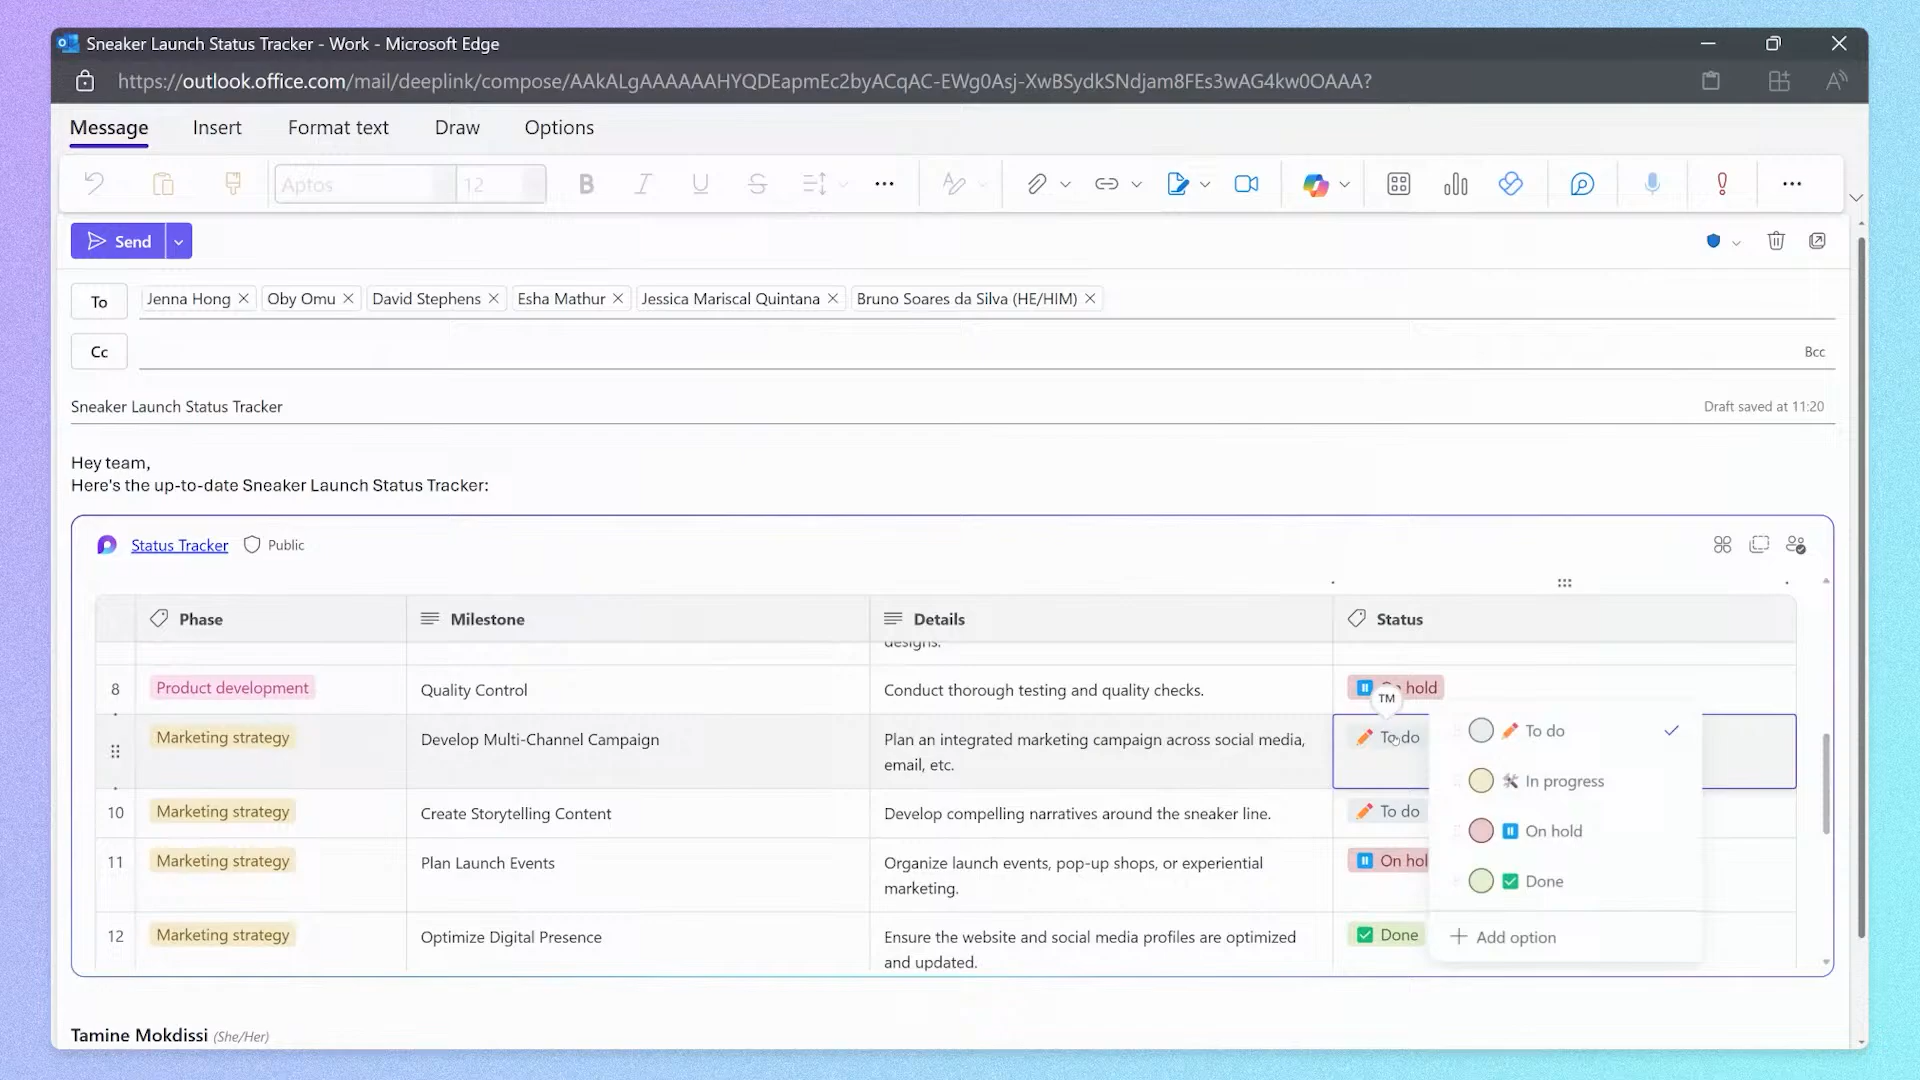 Sneaker Launch Status Tracker - Work - Microsoft Edge
https://outlook.office.com/mail/deeplink/compose/AAkALgAAAAAAHYQDEapmEc2byACqAC-EWg0Asj-XwBSydkSNdjam8FEs3wAG4kw0OAAA?
Message Insert Format text Draw Options
Aptos 12 B I U S
Send
To Jenna Hong Oby Omu David Stephens Esha Mathur Jessica Mariscal Quintana Bruno Soares da Silva (HE/HIM)
Cc Bcc
Sneaker Launch Status Tracker Draft saved at 11:20
Hey team,
Here's the up-to-date Sneaker Launch Status Tracker:
Status Tracker Public
Phase Milestone Details Status
designs.
8 Product development Quality Control Conduct thorough testing and quality checks. On hold
TM
Marketing strategy Develop Multi-Channel Campaign Plan an integrated marketing campaign across social media, To do
email, etc.
10 Marketing strategy Create Storytelling Content Develop compelling narratives around the sneaker line. To do
11 Marketing strategy Plan Launch Events Organize launch events, pop-up shops, or experiential On hol
marketing.
12 Marketing strategy Optimize Digital Presence Ensure the website and social media profiles are optimized Done
and updated.
To do
In progress
On hold
Done
Add option
Tamine Mokdissi (She/Her)